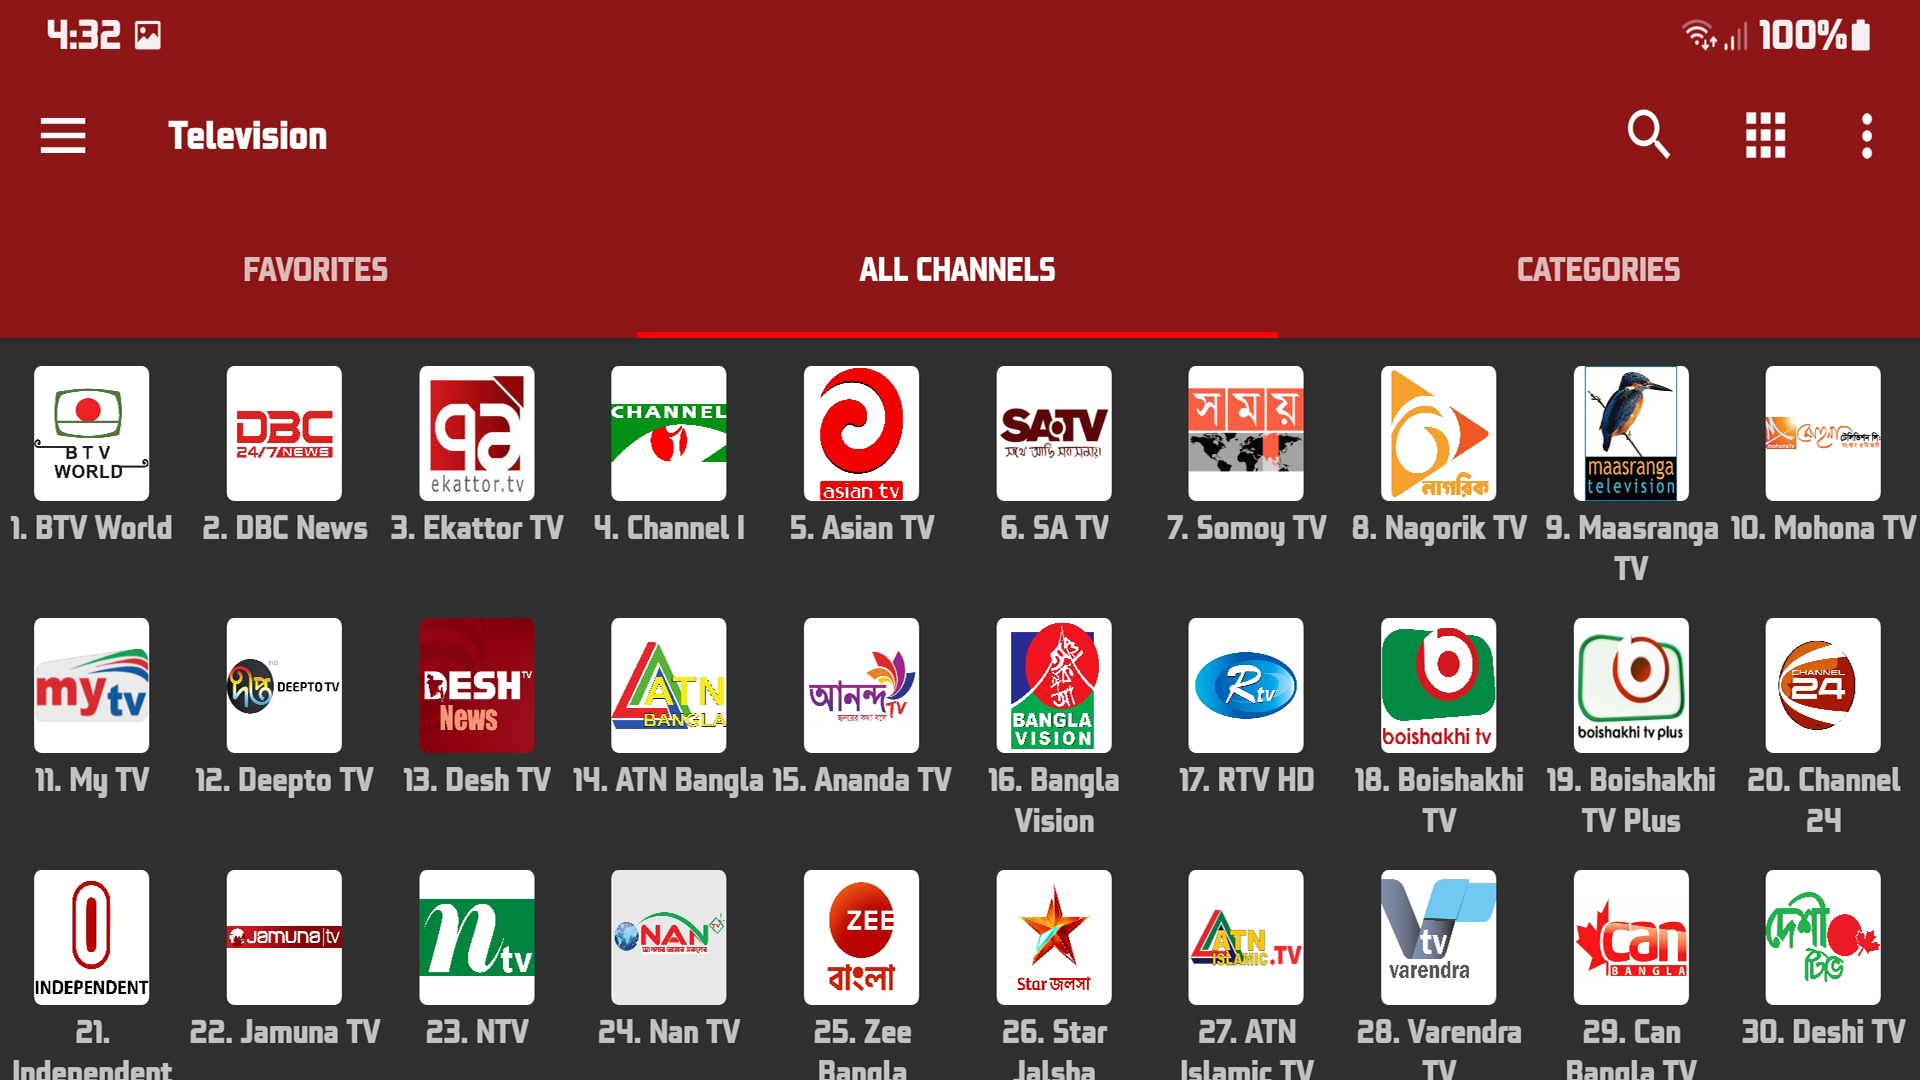 4:32
100%
Television
FAVORITES
ALL CHANNELS
CATEGORIES
BTV
WORLD
1. BTV World
DBC
24/7 NEWS
2. DBC News
ekattor.tv
3. Ekattor TV
CHANNEL
i
4. Channel I
asian tv
5. Asian TV
SATV
6. SA TV
সময়
7. Somoy TV
নাগরিক
8. Nagorik TV
maasranga
television
9. Maasranga
TV
মোহনা টেলিভিশন লিঃ
mohonatv
10. Mohona TV
my tv
11. My TV
দীপ্ত
HD
DEEPTO TV
12. Deepto TV
DESH TV
News
13. Desh TV
ATN
BANGLA
14. ATN Bangla
আনন্দ
TV
15. Ananda TV
BANGLA
VISION
16. Bangla
Vision
Rtv
17. RTV HD
boishakhi tv
18. Boishakhi
TV
boishakhi tv plus
19. Boishakhi
TV Plus
CHANNEL
24
20. Channel
24
INDEPENDENT
21.
Independent
Jamuna|tv
22. Jamuna TV
ntv
23. NTV
NAN TV
24. Nan TV
ZEE
বাংলা
25. Zee
Bangla
Star জলসা
26. Star
Jalsha
ATN
ISLAMIC.TV
27. ATN
Islamic TV
tv
varendra
28. Varendra
TV
can
BANGLA
29. Can
Bangla TV
দেশী
টিভি
30. Deshi TV